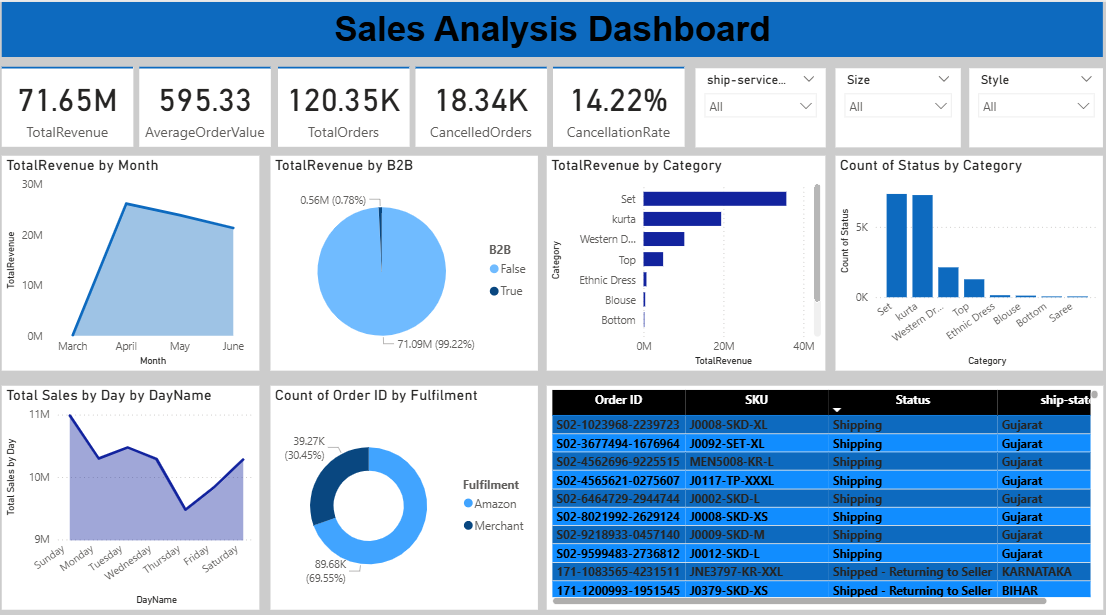 Sales Analysis Dashboard
71.65M
TotalRevenue
595.33
AverageOrderValue
120.35K
TotalOrders
18.34K
CancelledOrders
14.22%
CancellationRate
ship-service...
All
Size
All
Style
All
TotalRevenue by Month
30M
20M
10M
0M
TotalRevenue
March April May June
Month
TotalRevenue by B2B
0.56M (0.78%)
71.09M (99.22%)
B2B
False
True
TotalRevenue by Category
Category
Set
kurta
Western D...
Top
Ethnic Dress
Blouse
Bottom
0M 20M 40M
TotalRevenue
Count of Status by Category
Count of Status
5K
0K
Set kurta Western Dr... Top Ethnic Dress Blouse Bottom Saree
Category
Total Sales by Day by DayName
Total Sales by Day
11M
10M
9M
Sunday Monday Tuesday Wednesday Thursday Friday Saturday
DayName
Count of Order ID by Fulfilment
39.27K
(30.45%)
89.68K
(69.55%)
Fulfilment
Amazon
Merchant
Order ID SKU Status ship-state
S02-1023968-2239723 J0008-SKD-XL Shipping Gujarat
S02-3677494-1676964 J0092-SET-XL Shipping Gujarat
S02-4562696-9225515 MEN5008-KR-L Shipping Gujarat
S02-4565621-0275607 J0117-TP-XXXL Shipping Gujarat
S02-6464729-2944744 J0002-SKD-L Shipping Gujarat
S02-8021992-2629124 J0008-SKD-XS Shipping Gujarat
S02-9218933-0457140 J0009-SKD-M Shipping Gujarat
S02-9599483-2736812 J0012-SKD-L Shipping Gujarat
171-1083565-4231511 JNE3797-KR-XXL Shipped - Returning to Seller KARNATAKA
171-1200993-1951545 J0379-SKD-XS Shipped - Returning to Seller BIHAR